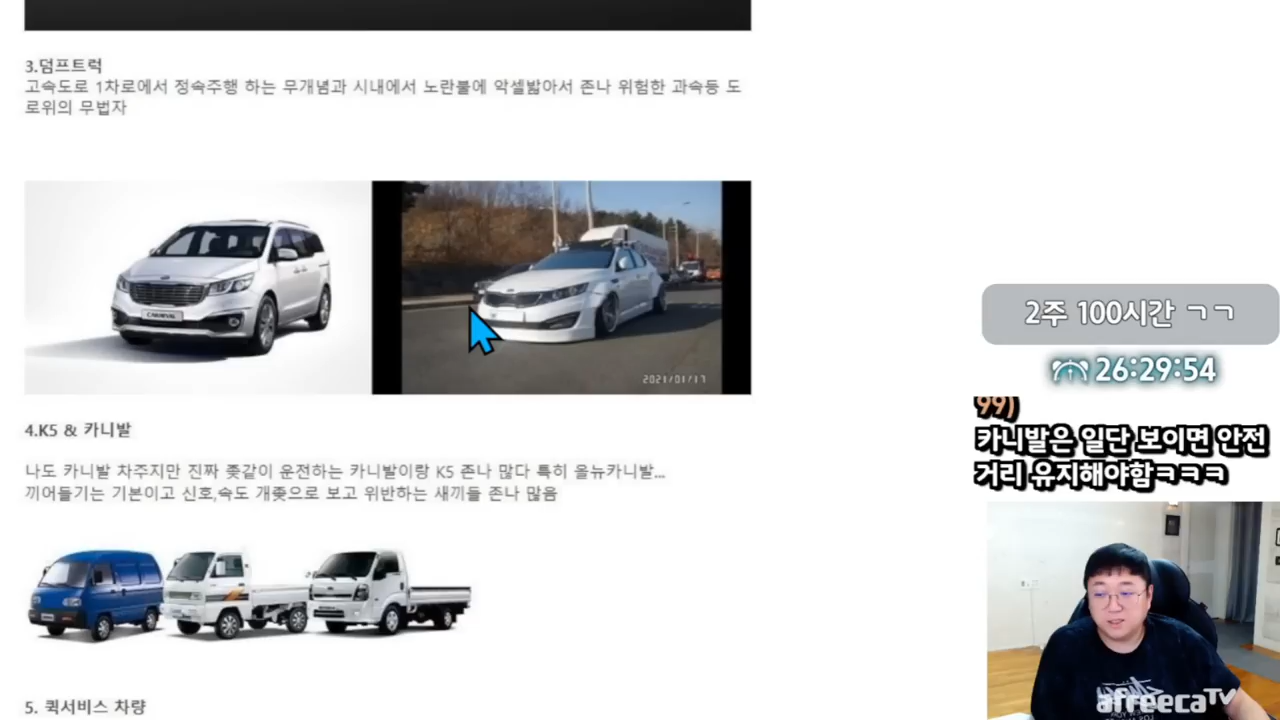 3.덤프트럭
고속도로 1차로에서 정속주행 하는 무개념과 시내에서 노란불에 악셀밟아서 존나 위험한 과속등 도
로위의 무법자
CARNIVAL
2021/01/17
4.K5 & 카니발
나도 카니발 차주지만 진짜 좆같이 운전하는 카니발이랑 K5 존나 많다 특히 올뉴카니발...
끼어들기는 기본이고 신호,속도 개좆으로 보고 위반하는 새끼들 존나 많음
5. 퀵서비스 차량
2주 100시간 ㄱㄱ
26:29:54
99)
카니발은 일단 보이면 안전
거리 유지해야함ㅋㅋㅋ
afreecaTV